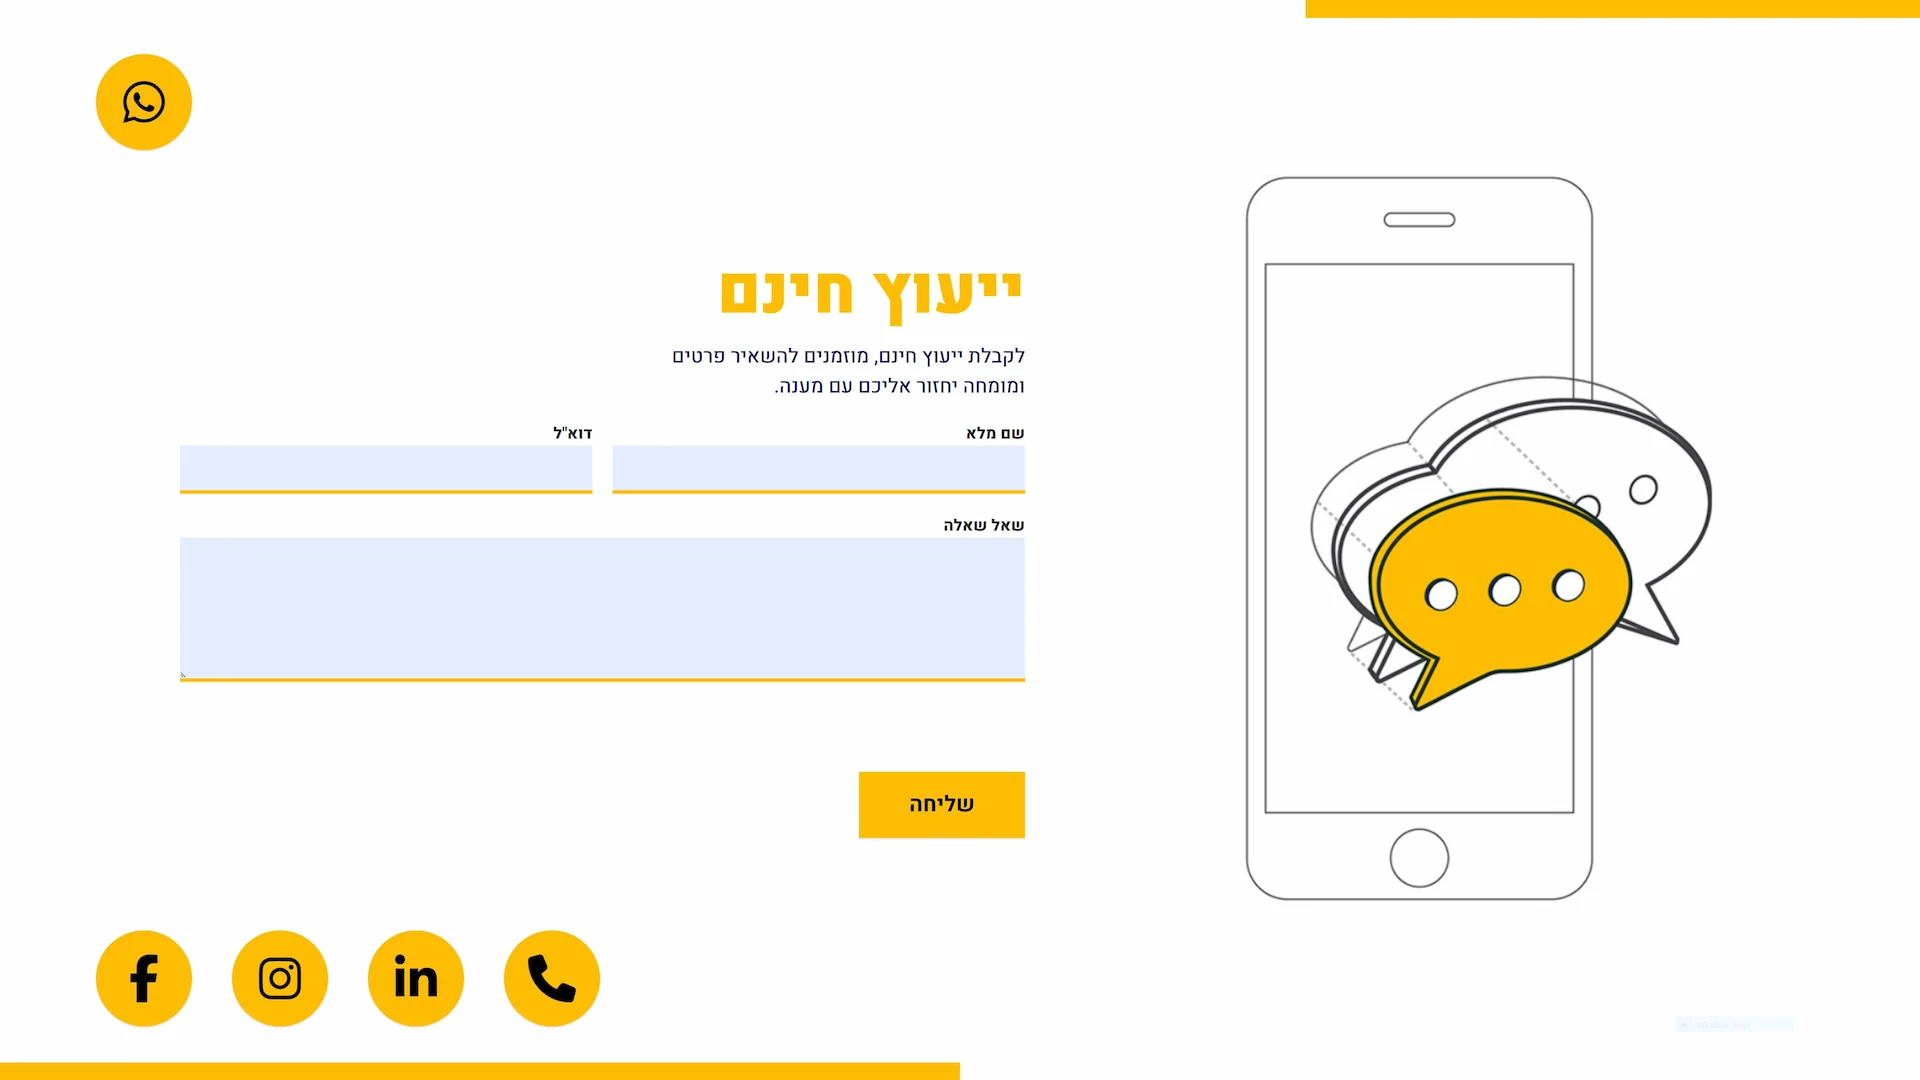 ייעוץ חינם
לקבלת ייעוץ חינם, מוזמנים להשאיר פרטים
ומומחה יחזור אליכם עם מענה.
שם מלא
דוא"ל
שאל שאלה
שליחה
in